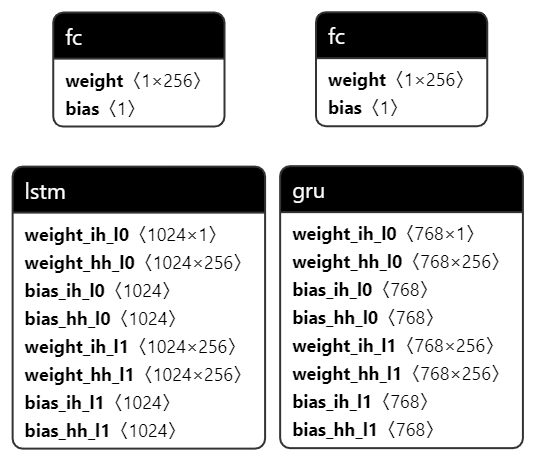 fc
weight〈1×256〉
bias〈1〉
fc
weight〈1×256〉
bias〈1〉
lstm
weight_ih_l0〈1024×1〉
weight_hh_l0〈1024×256〉
bias_ih_l0〈1024〉
bias_hh_l0〈1024〉
weight_ih_l1〈1024×256〉
weight_hh_l1〈1024×256〉
bias_ih_l1〈1024〉
bias_hh_l1〈1024〉
gru
weight_ih_l0〈768×1〉
weight_hh_l0〈768×256〉
bias_ih_l0〈768〉
bias_hh_l0〈768〉
weight_ih_l1〈768×256〉
weight_hh_l1〈768×256〉
bias_ih_l1〈768〉
bias_hh_l1〈768〉